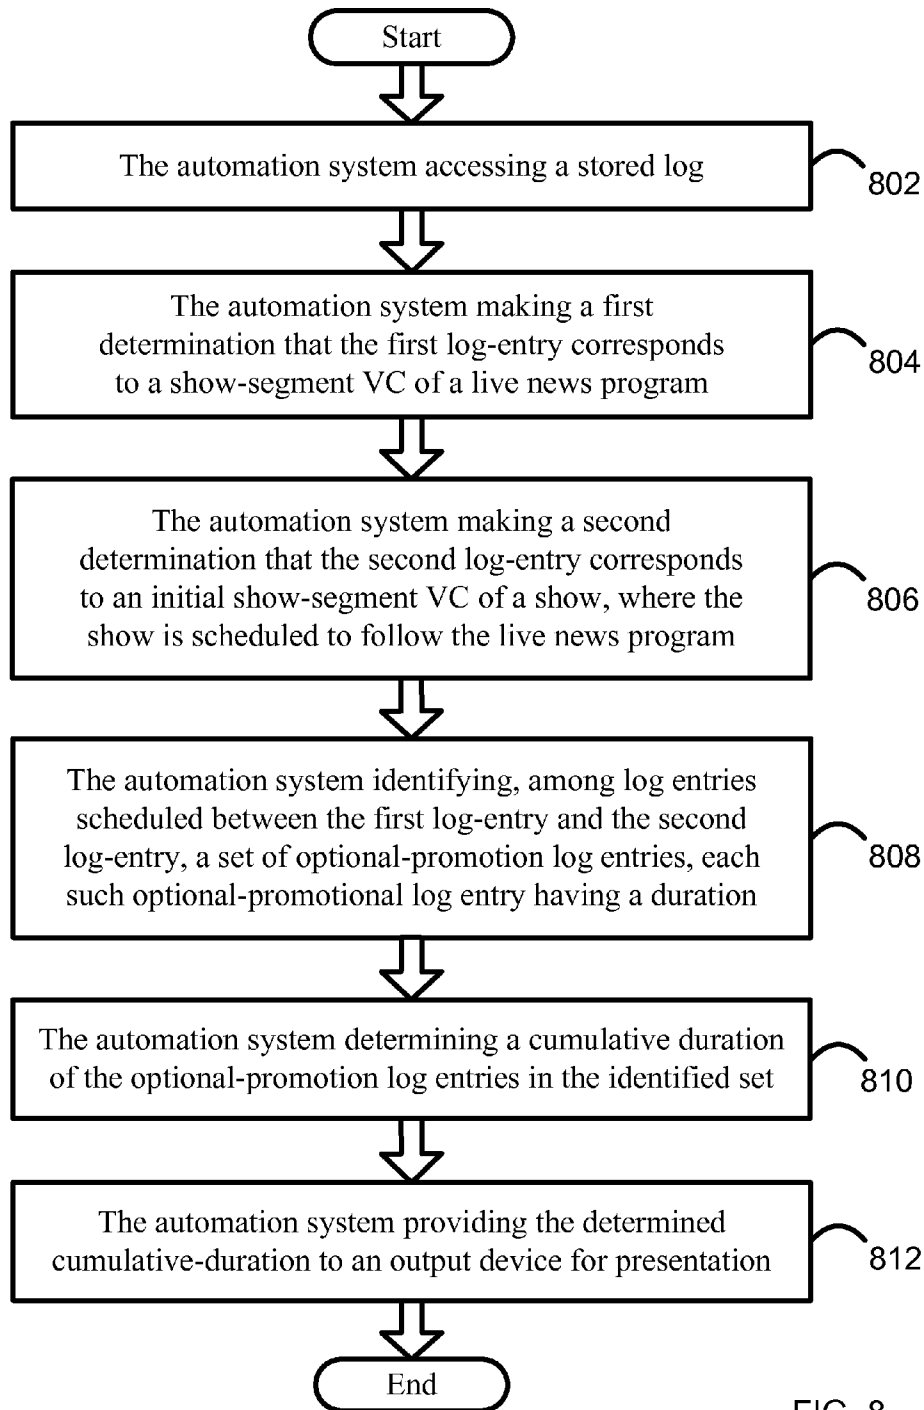 Start
The automation system accessing a stored log
802
The automation system making a first
determination that the first log-entry corresponds
to a show-segment VC of a live news program
804
The automation system making a second
determination that the second log-entry corresponds
to an initial show-segment VC of a show, where the
show is scheduled to follow the live news program
806
The automation system identifying, among log entries
scheduled between the first log-entry and the second
log-entry, a set of optional-promotion log entries, each
such optional-promotional log entry having a duration
808
The automation system determining a cumulative duration
of the optional-promotion log entries in the identified set
810
The automation system providing the determined
cumulative-duration to an output device for presentation
812
End
FIG. 8